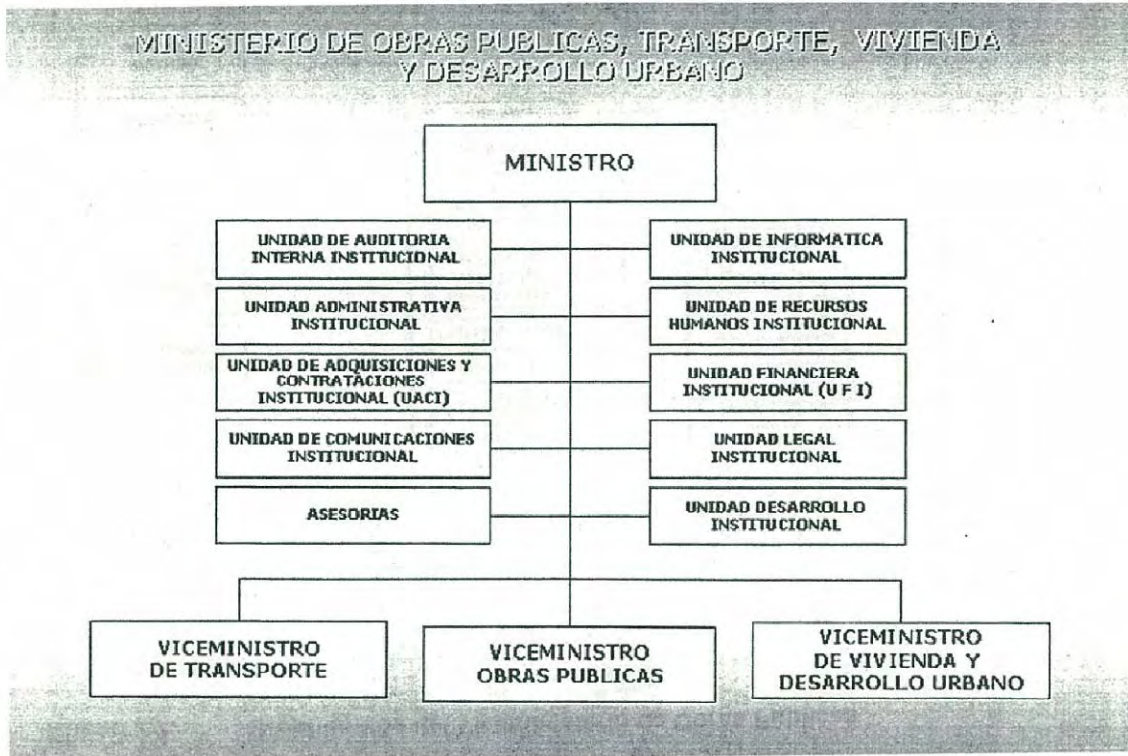 MINISTERIO DE OBRAS PUBLICAS, TRANSPORTE, VIVIENDA
Y DESARROLLO URBANO
MINISTRO
UNIDAD DE AUDITORIA
INTERNA INSTITUCIONAL
UNIDAD DE INFORMATICA
INSTITUCIONAL
UNIDAD ADMINISTRATIVA
INSTITUCIONAL
UNIDAD DE RECURSOS
HUMANOS INSTITUCIONAL
UNIDAD DE ADQUISICIONES Y
CONTRATACIONES
INSTITUCIONAL (UACI)
UNIDAD FINANCIERA
INSTITUCIONAL (U F I)
UNIDAD DE COMUNICACIONES
INSTITUCIONAL
UNIDAD LEGAL
INSTITUCIONAL
ASESORIAS
UNIDAD DESARROLLO
INSTITUCIONAL
VICEMINISTRO
DE TRANSPORTE
VICEMINISTRO
OBRAS PUBLICAS
VICEMINISTRO
DE VIVIENDA Y
DESARROLLO URBANO